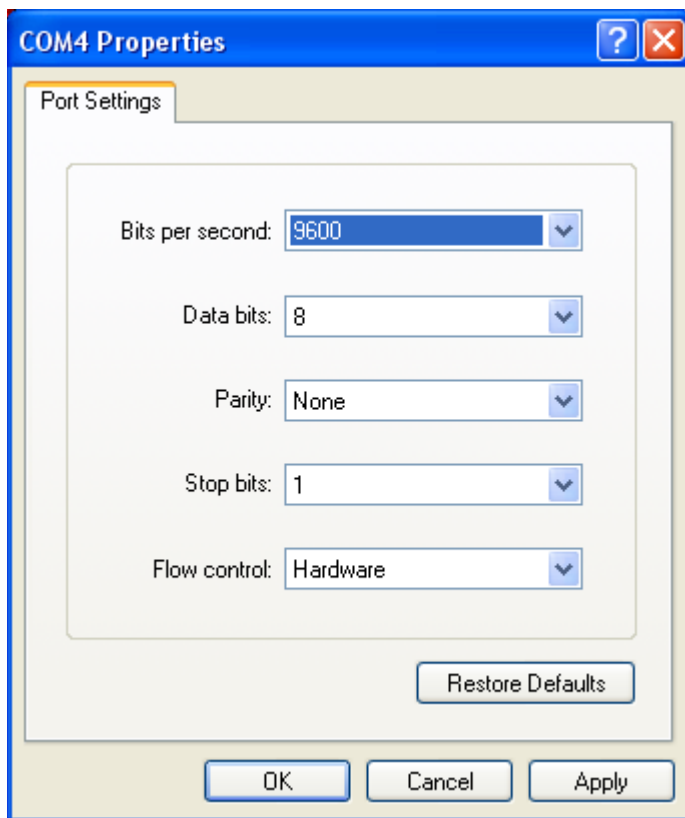 COM4 Properties
Port Settings
Bits per second: 9600
Data bits: 8
Parity: None
Stop bits: 1
Flow control: Hardware
Restore Defaults
OK Cancel Apply